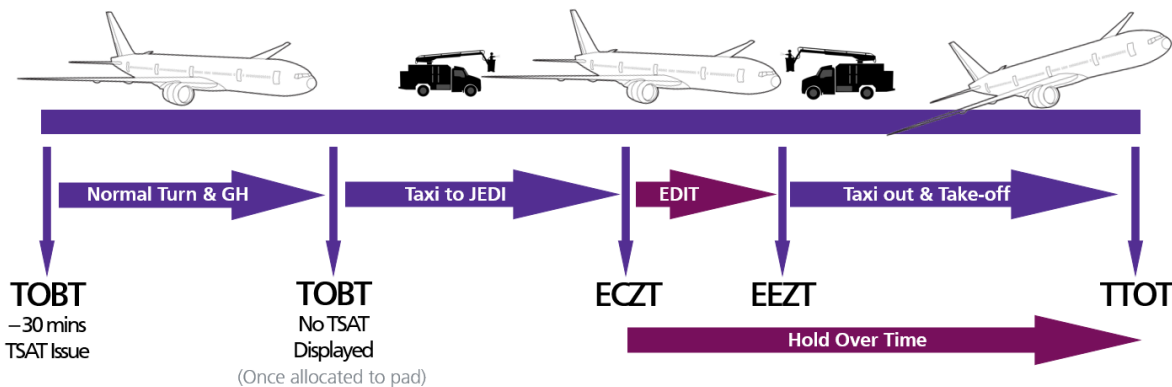 Normal Turn & GH
Taxi to JEDI
EDIT
Taxi out & Take-off
TOBT
–30 mins
TSAT Issue
TOBT
No TSAT
Displayed
(Once allocated to pad)
ECZT
EEZT
TTOT
Hold Over Time